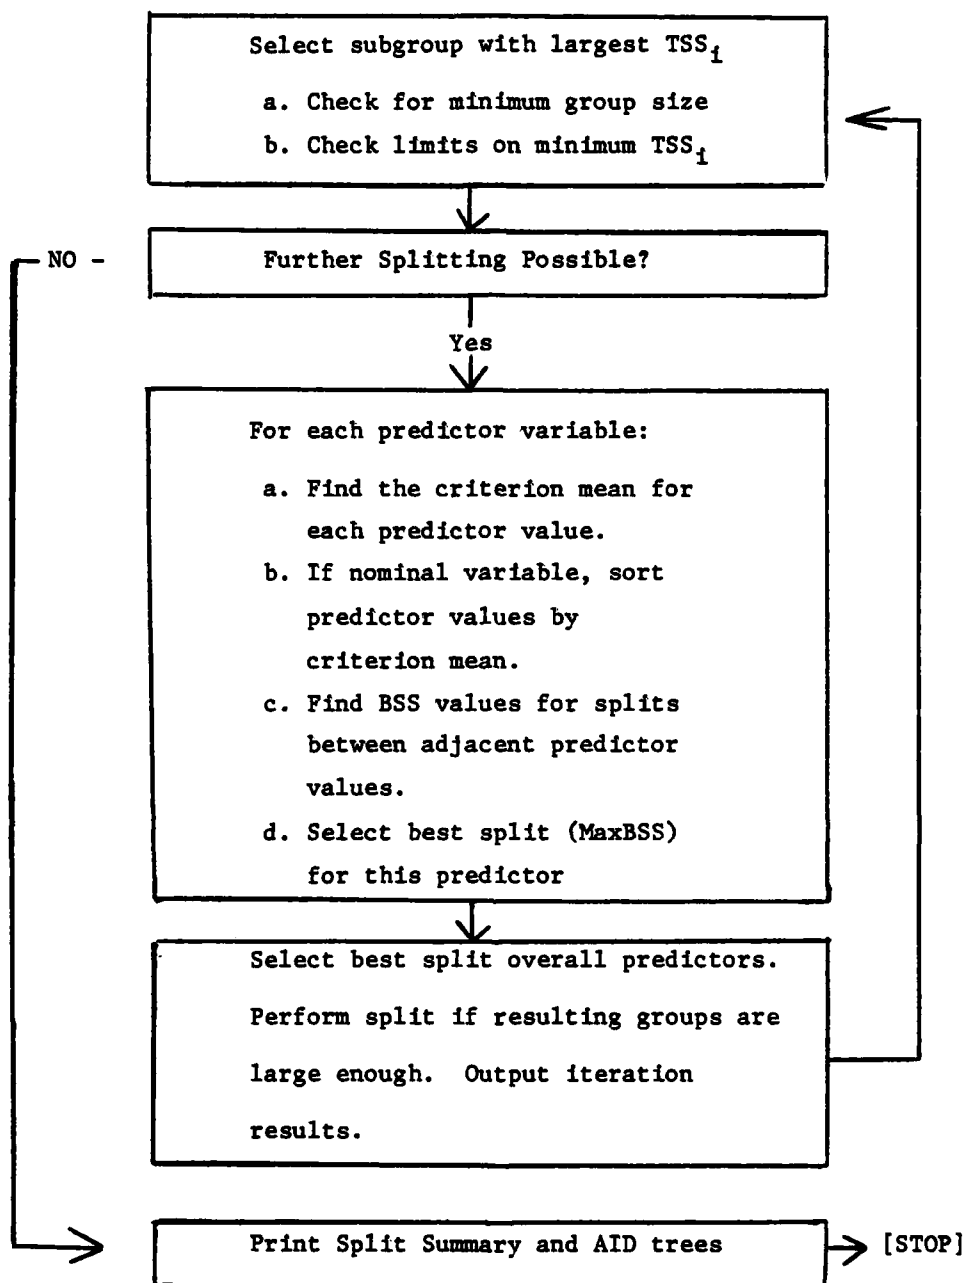 Select subgroup with largest TSSi
a. Check for minimum group size
b. Check limits on minimum TSSi
NO -
Further Splitting Possible?
Yes
For each predictor variable:
a. Find the criterion mean for
each predictor value.
b. If nominal variable, sort
predictor values by
criterion mean.
c. Find BSS values for splits
between adjacent predictor
values.
d. Select best split (MaxBSS)
for this predictor
Select best split overall predictors.
Perform split if resulting groups are
large enough. Output iteration
results.
Print Split Summary and AID trees
[STOP]